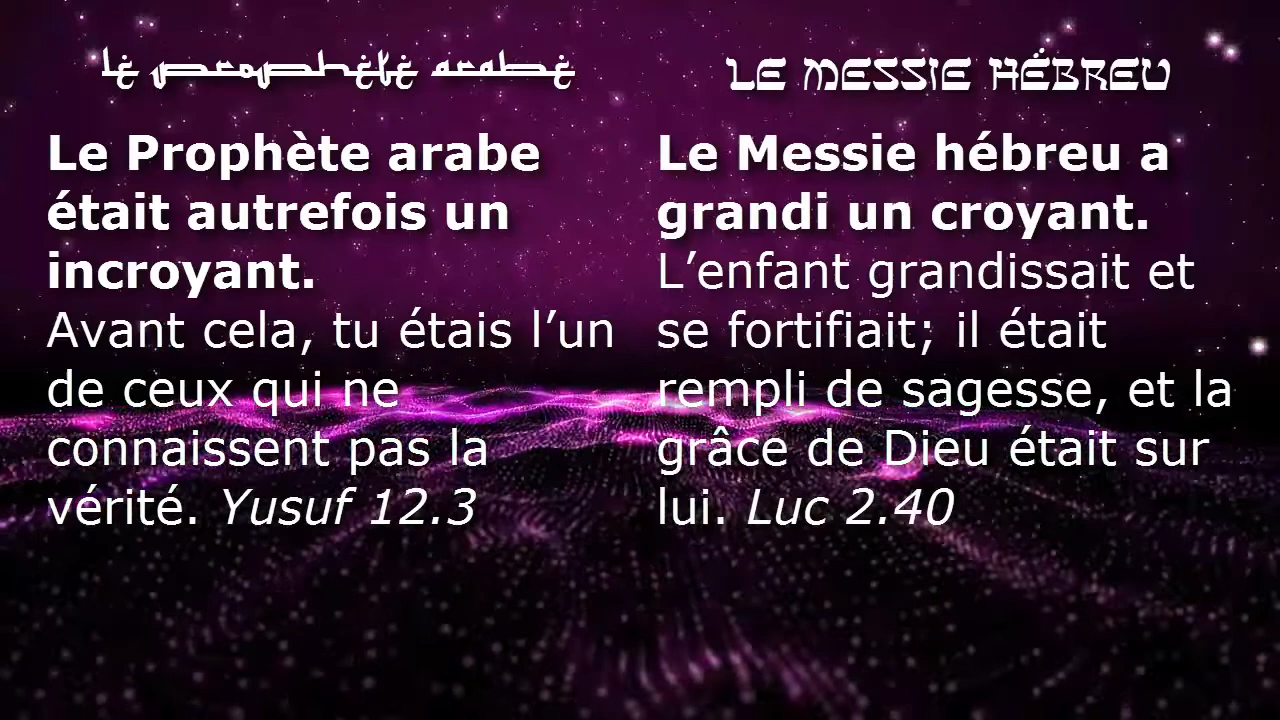 le prophète arabe
Le Prophète arabe
était autrefois un
incroyant.
Avant cela, tu étais l’un
de ceux qui ne
connaissent pas la
vérité. Yusuf 12.3
LE MESSIE HÉBREU
Le Messie hébreu a
grandi un croyant.
L’enfant grandissait et
se fortifiait; il était
rempli de sagesse, et la
grâce de Dieu était sur
lui. Luc 2.40